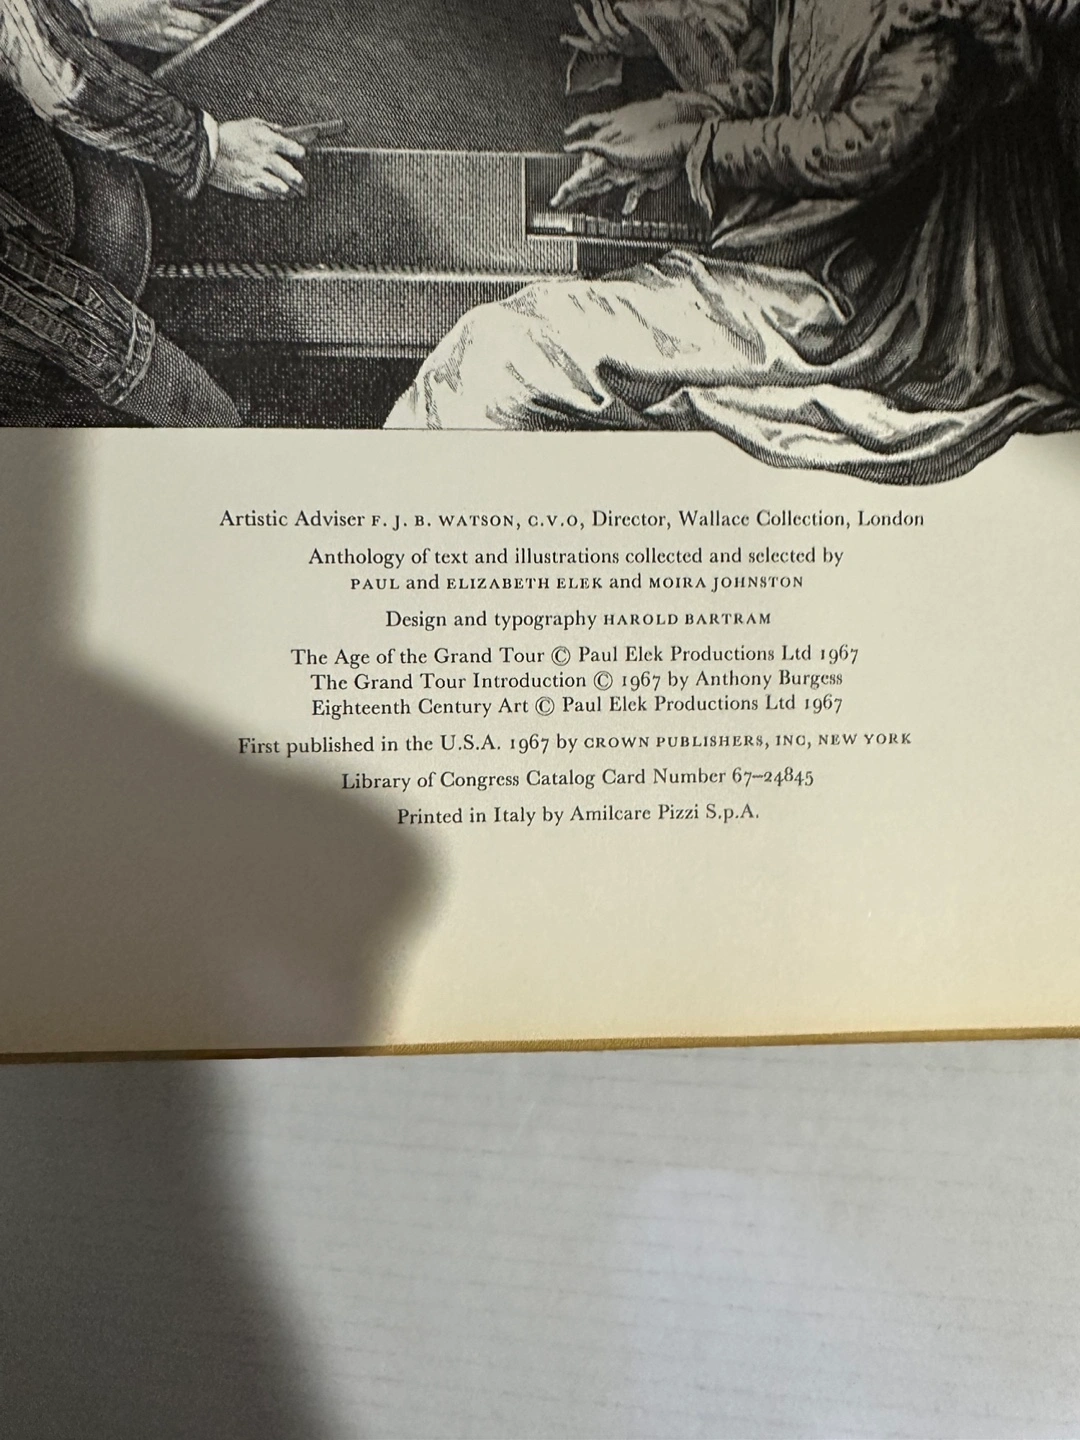 Artistic Adviser F. J. B. WATSON, C.V.O, Director, Wallace Collection, London
Anthology of text and illustrations collected and selected by
PAUL and ELIZABETH ELEK and MOIRA JOHNSTON
Design and typography HAROLD BARTRAM
The Age of the Grand Tour © Paul Elek Productions Ltd 1967
The Grand Tour Introduction © 1967 by Anthony Burgess
Eighteenth Century Art © Paul Elek Productions Ltd 1967
First published in the U.S.A. 1967 by CROWN PUBLISHERS, INC, NEW YORK
Library of Congress Catalog Card Number 67–24845
Printed in Italy by Amilcare Pizzi S.p.A.